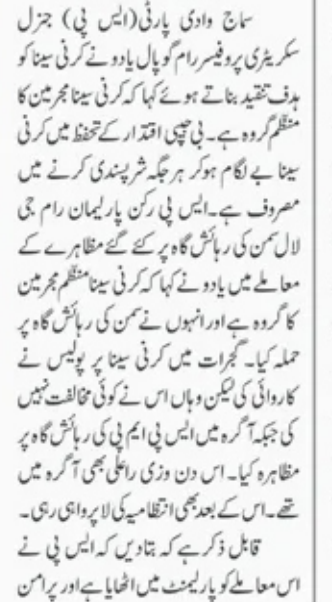 سماج وادی پارٹی (ایس پی) جنرل
سکریٹری پروفیسر رام گوپال یادو نے کرنی سینا کو
ہدف تنقید بناتے ہوئے کہا کہ کرنی سینا مجرمین کا
منظم گروہ ہے۔ بی جے پی اقتدار کے تحفظ میں کرنی
سینا بے لگام ہوکر ہر جگہ شرپسندی کرنے میں
مصروف ہے۔ ایس پی رکن پارلیمان رام جی
لال سمن کی رہائش گاہ پر کئے گئے مظاہرے کے
معاملے میں یادو نے کہا کہ کرنی سینا منظم مجرمین
کا گروہ ہے اور انہوں نے سمن کی رہائش گاہ پر
حملہ کیا۔ گجرات میں کرنی سینا پر پولیس نے
کاروائی کی لیکن وہاں اس نے کوئی مخالفت نہیں
کی جبکہ آگرہ میں ایس پی ایم پی کی رہائش گاہ پر
مظاہرہ کیا۔ اس دن وزی راعلی بھی آگرہ میں
تھے۔ اس کے بعد بھی انتظامیہ کی لا پرواہی رہی۔
قابل ذکر ہے کہ بتادیں کہ ایس پی نے
اس معاملے کو پارلیمنٹ میں اٹھایا ہے اور پرامن